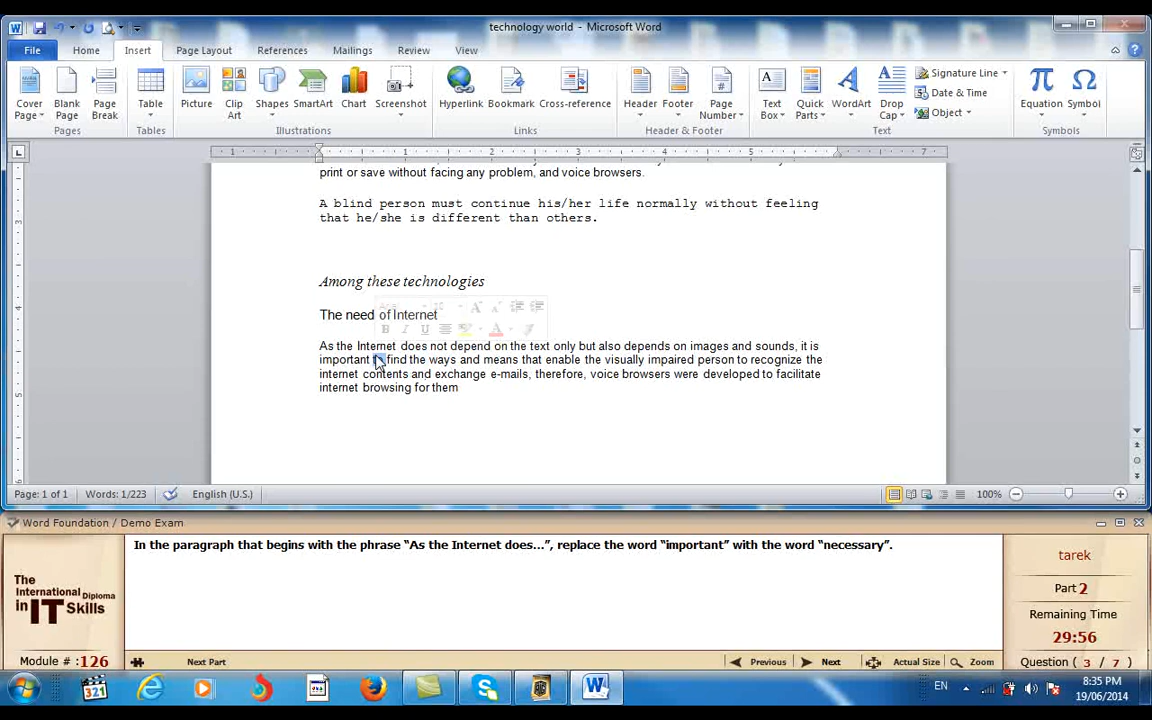 technology world - Microsoft Word
File Home Insert Page Layout References Mailings Review View
Cover Page Blank Page Page Break Table Picture Clip Art Shapes SmartArt Chart Screenshot Hyperlink Bookmark Cross-reference Header Footer Page Number Text Box Quick Parts WordArt Drop Cap Signature Line Date & Time Object Equation Symbol
Pages Tables Illustrations Links Header & Footer Text Symbols
1 1 2 3 4 5 6 7
print or save without facing any problem, and voice browsers.
A blind person must continue his/her life normally without feeling
that he/she is different than others.
Among these technologies
The need of Internet
As the Internet does not depend on the text only but also depends on images and sounds, it is
important to find the ways and means that enable the visually impaired person to recognize the
internet contents and exchange e-mails, therefore, voice browsers were developed to facilitate
internet browsing for them
Page: 1 of 1 Words: 1/223 English (U.S.) 100%
Word Foundation / Demo Exam
In the paragraph that begins with the phrase “As the Internet does...”, replace the word “important” with the word “necessary”.
The
International Diploma
in IT Skills
Module # :126
tarek
Part 2
Remaining Time
29:56
Question ( 3 / 7 )
Next Part Previous Next Actual Size Zoom
EN 8:35 PM
19/06/2014